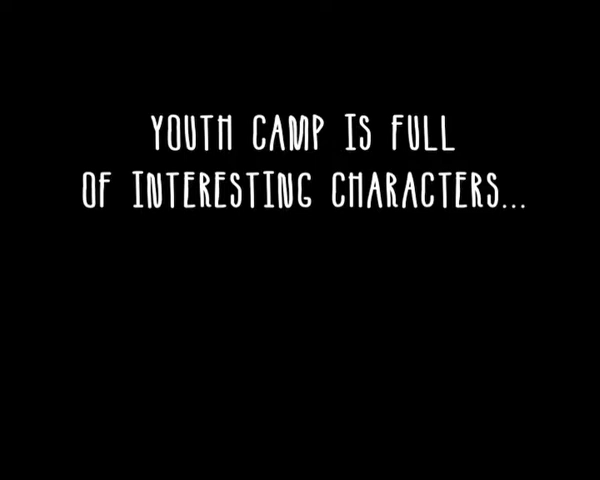 YOUTH CAMP IS FULL
OF INTERESTING CHARACTERS...